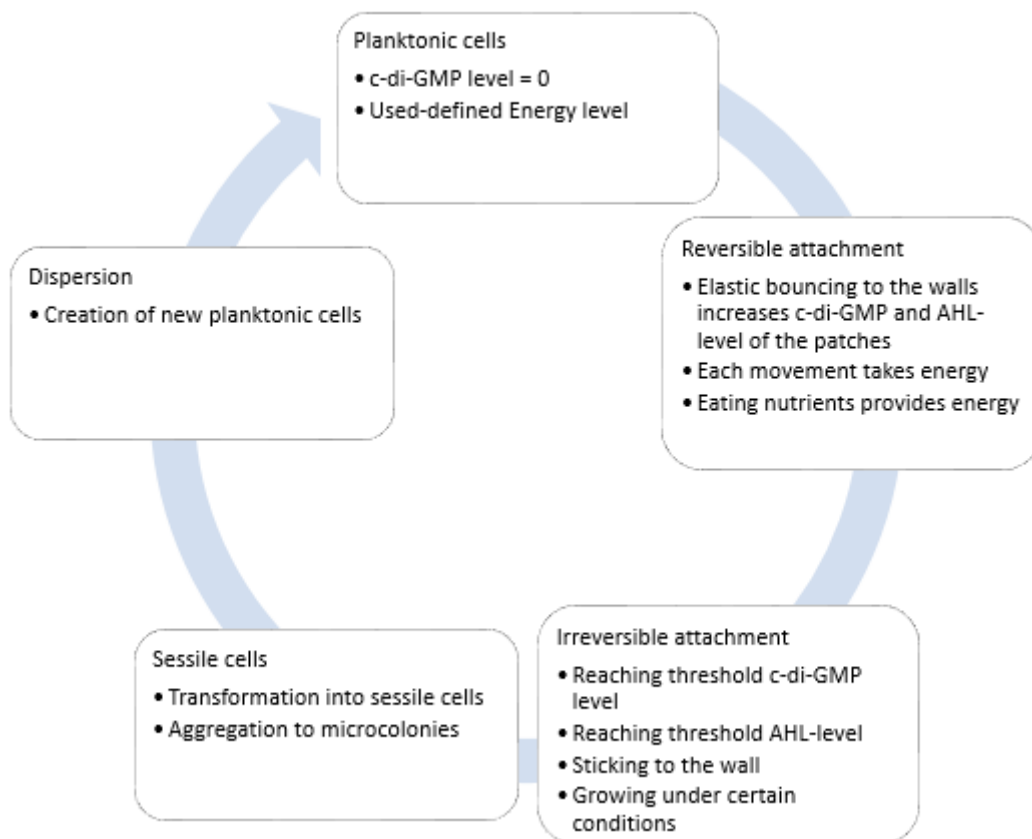 Planktonic cells
• c-di-GMP level = 0
• Used-defined Energy level
Reversible attachment
• Elastic bouncing to the walls
increases c-di-GMP and AHL-
level of the patches
• Each movement takes energy
• Eating nutrients provides energy
Irreversible attachment
• Reaching threshold c-di-GMP
level
• Reaching threshold AHL-level
• Sticking to the wall
• Growing under certain
conditions
Sessile cells
• Transformation into sessile cells
• Aggregation to microcolonies
Dispersion
• Creation of new planktonic cells